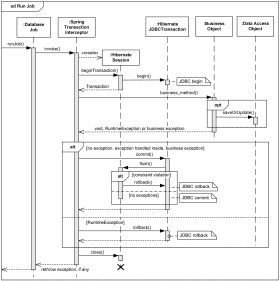 sd Run Job
:Database Job
:Spring Transaction Interceptor
:Hibernate JDBCTransaction
:Business Object
:Data Access Object
runJob()
invoke()
«create»
:Hibernate Session
beginTransaction()
begin()
JDBC begin
Transaction
business_method()
opt
saveOrUpdate()
void, RuntimeException or business exception
alt
[no exception, exception handled inside, business exception]
commit()
flush()
alt
[constraint violation]
rollback()
JDBC rollback
[no exceptions]
JDBC commit
[RuntimeException]
rollback()
JDBC rollback
close()
rethrow exception, if any